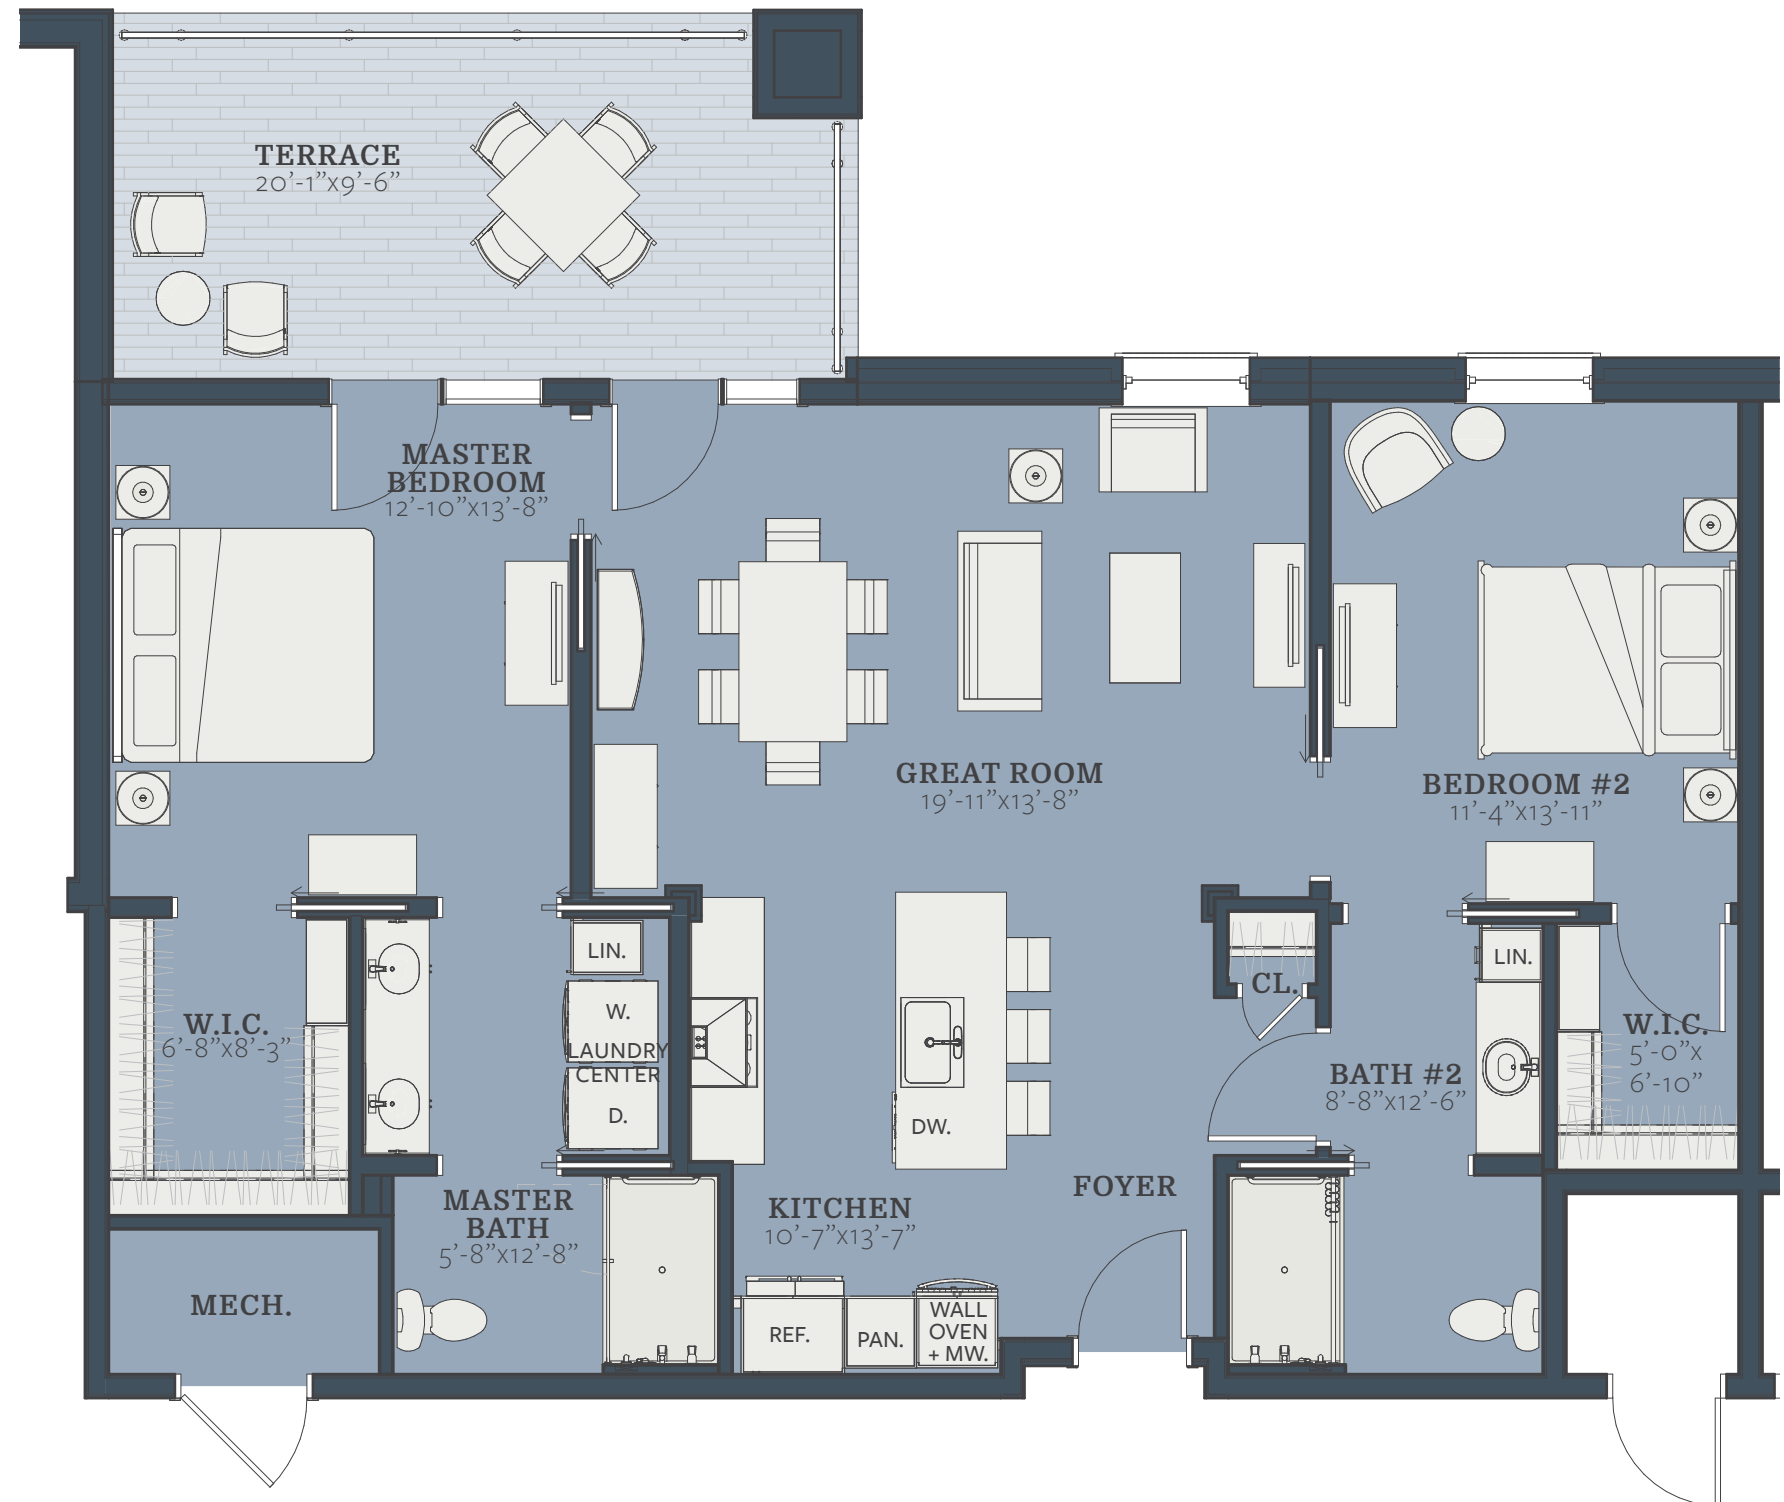 TERRACE
20'-1"x9'-6"
MASTER
BEDROOM
12'-10"x13'-8"
GREAT ROOM
19'-11"x13'-8"
BEDROOM #2
11'-4"x13'-11"
LIN.
LIN.
CL.
W.
W.I.C.
6'-8"x8'-3"
W.I.C.
5'-0"x
6'-10"
LAUNDRY
CENTER
BATH #2
8'-8"x12'-6"
D.
DW.
MASTER
BATH
5'-8"x12'-8"
KITCHEN
10'-7"x13'-7"
FOYER
MECH.
REF.
PAN.
WALL
OVEN
+ MW.